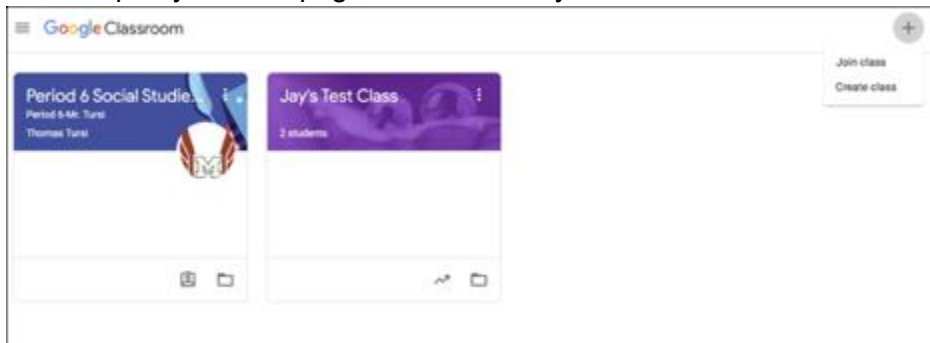 Google Classroom
Join class
Create class
Period 6 Social Studie...
Period 6-Mr. Tursi
Thomas Tursi
M
Jay's Test Class
2 students